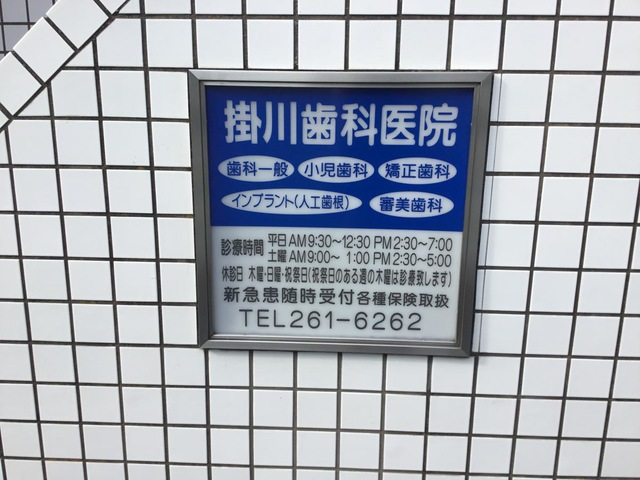 掛川歯科医院
歯科一般 小児歯科 矯正歯科
インプラント(人工歯根) 審美歯科
診療時間 平日 AM9:30~12:30 PM2:30~7:00
土曜 AM9:00~ 1:00 PM2:30~5:00
休診日 木曜・日曜・祝祭日(祝祭日のある週の木曜は診療致します)
新急患随時受付 各種保険取扱
TEL261-6262